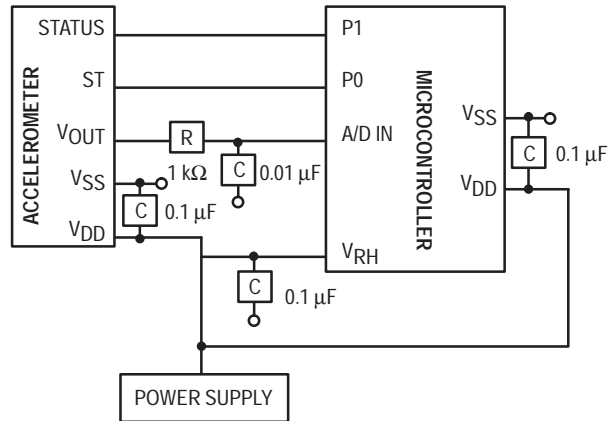 STATUS
ST
VOUT
VSS
VDD
ACCELEROMETER
R
1 kΩ
C
0.01 µF
C
0.1 µF
C
0.1 µF
P1
P0
A/D IN
VRH
MICROCONTROLLER
VSS
VDD
C
0.1 µF
POWER SUPPLY